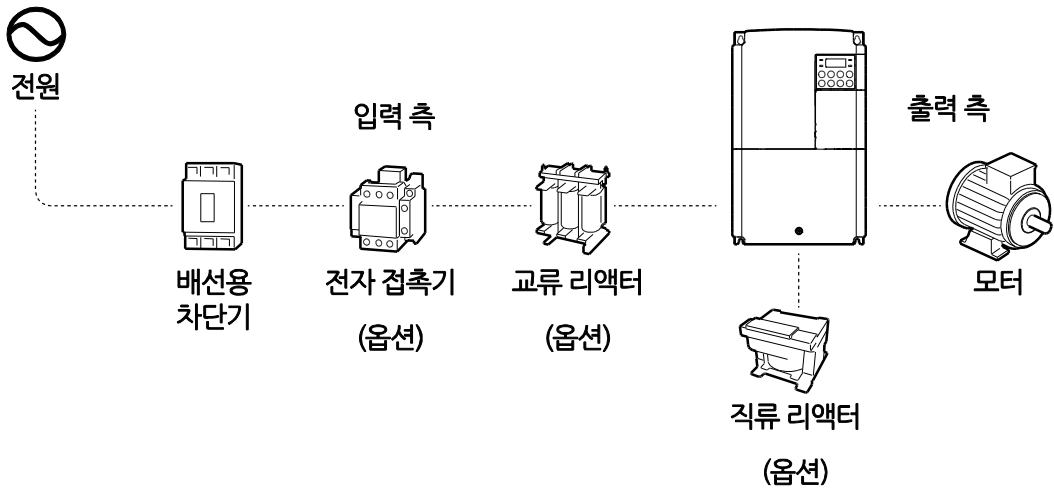 전원
입력 측
출력 측
배선용
차단기
전자 접촉기
(옵션)
교류 리액터
(옵션)
모터
직류 리액터
(옵션)